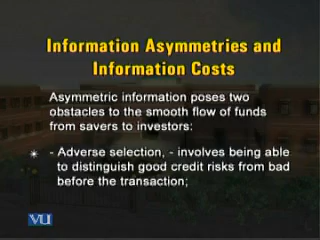 Information Asymmetries and
Information Costs
Asymmetric information poses two
obstacles to the smooth flow of funds
from savers to investors:
- Adverse selection, - involves being able
to distinguish good credit risks from bad
before the transaction;
VU